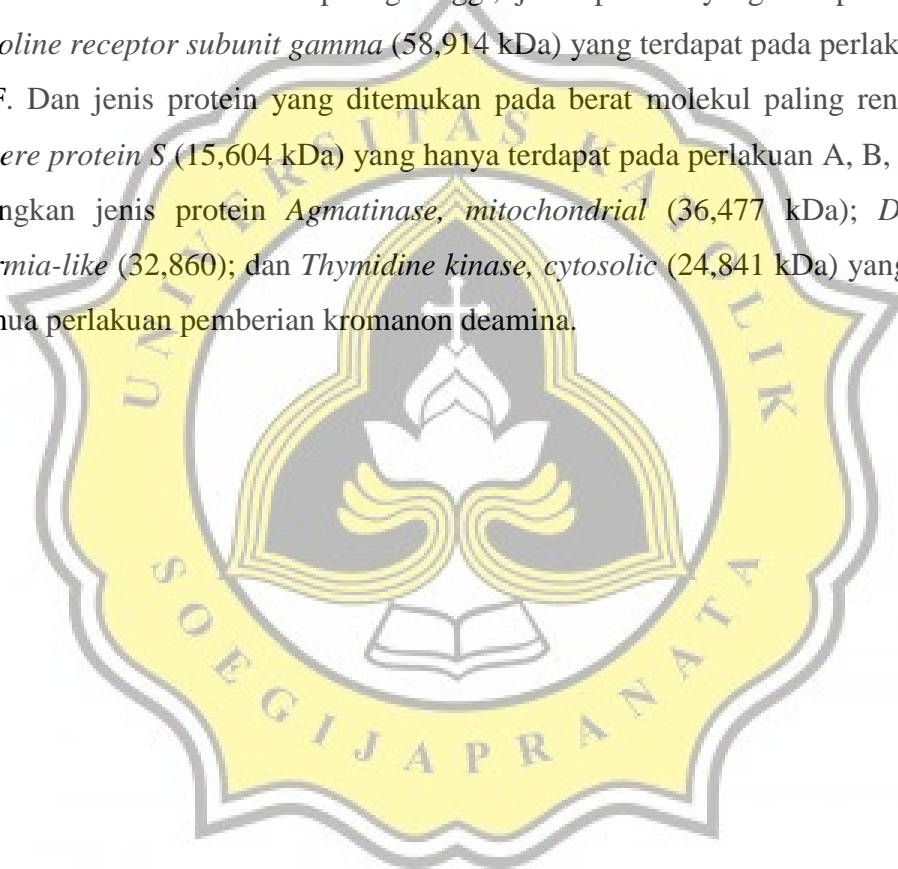 oline receptor subunit gamma (58,914 kDa) yang terdapat pada perlak
F. Dan jenis protein yang ditemukan pada berat molekul paling ren
ere protein S (15,604 kDa) yang hanya terdapat pada perlakuan A, B,
ngkan jenis protein Agmatinase, mitochondrial (36,477 kDa); D
rmia-like (32,860); dan Thymidine kinase, cytosolic (24,841 kDa) yang
nua perlakuan pemberian kromanon deamina.
UNIVERSITAS KATOLIK
SOEGIJAPRANATA